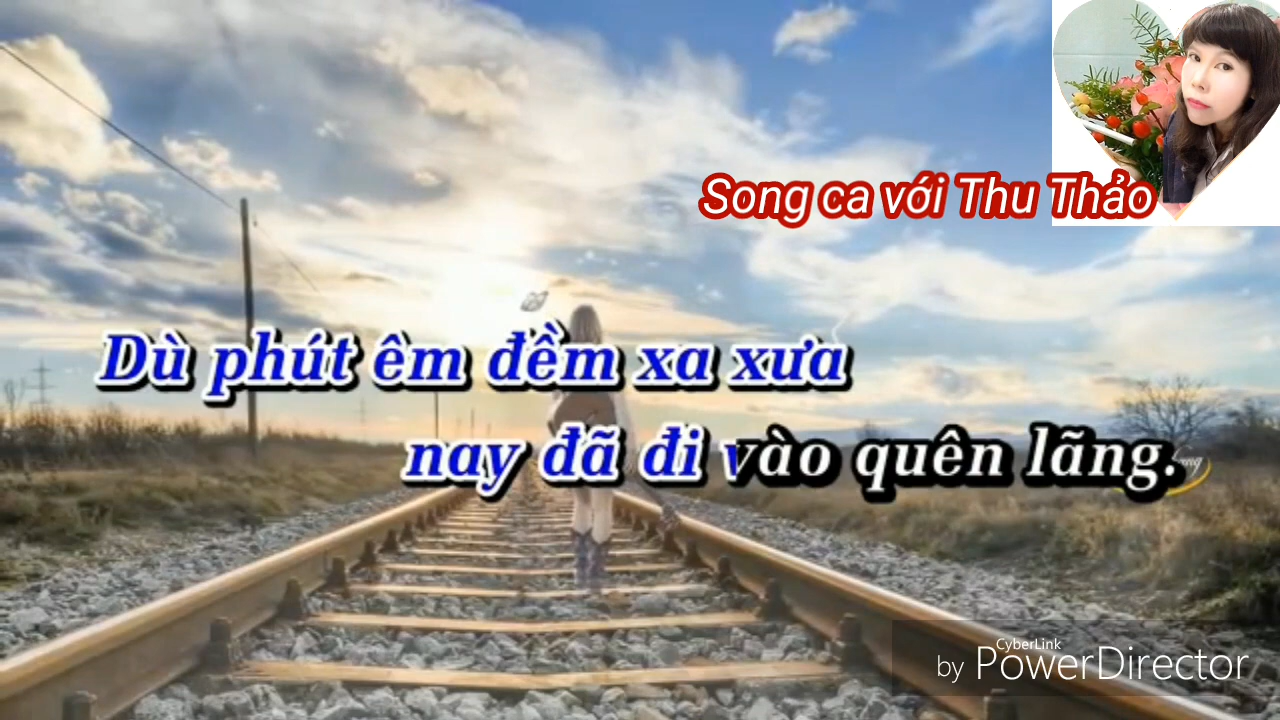 Song ca với Thu Thảo
Dù phút êm đềm xa xưa
nay đã đi vào quên lãng.
CyberLink
by PowerDirector